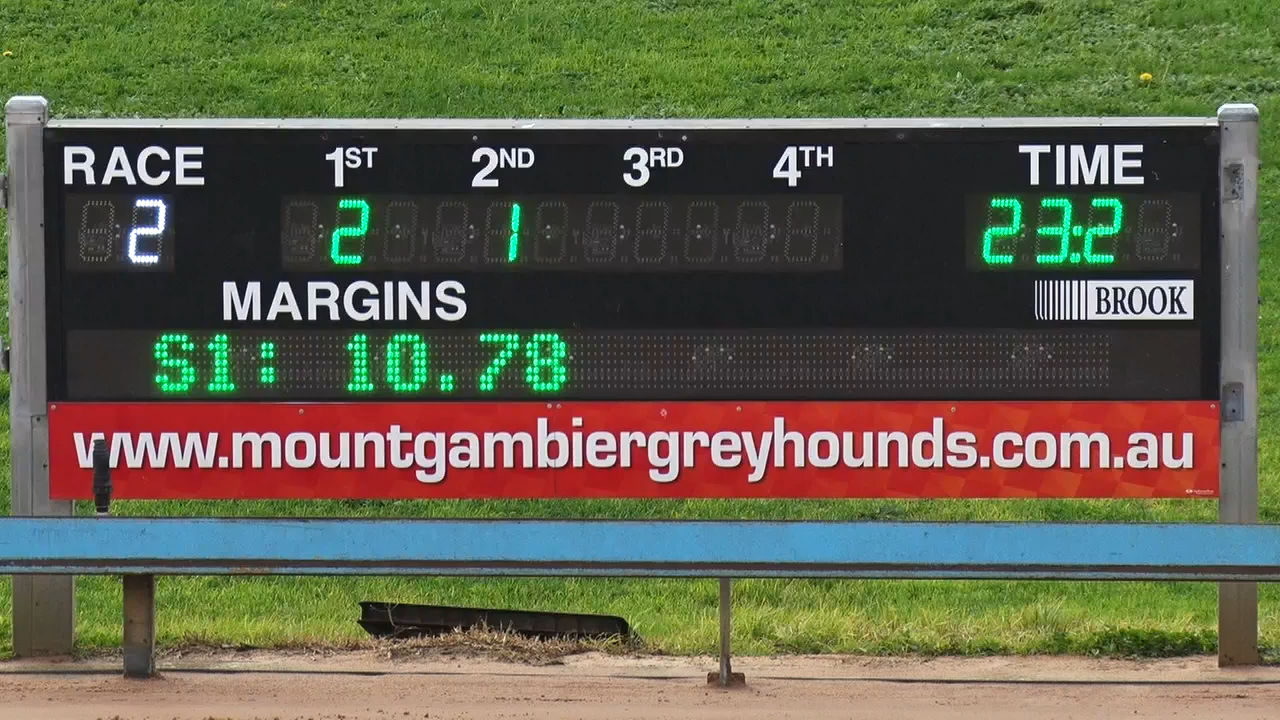 RACE 1ST 2ND 3RD 4TH TIME
2 2 1 23:2
MARGINS BROOK
S1: 10.78
www.mountgambiergreyhounds.com.au